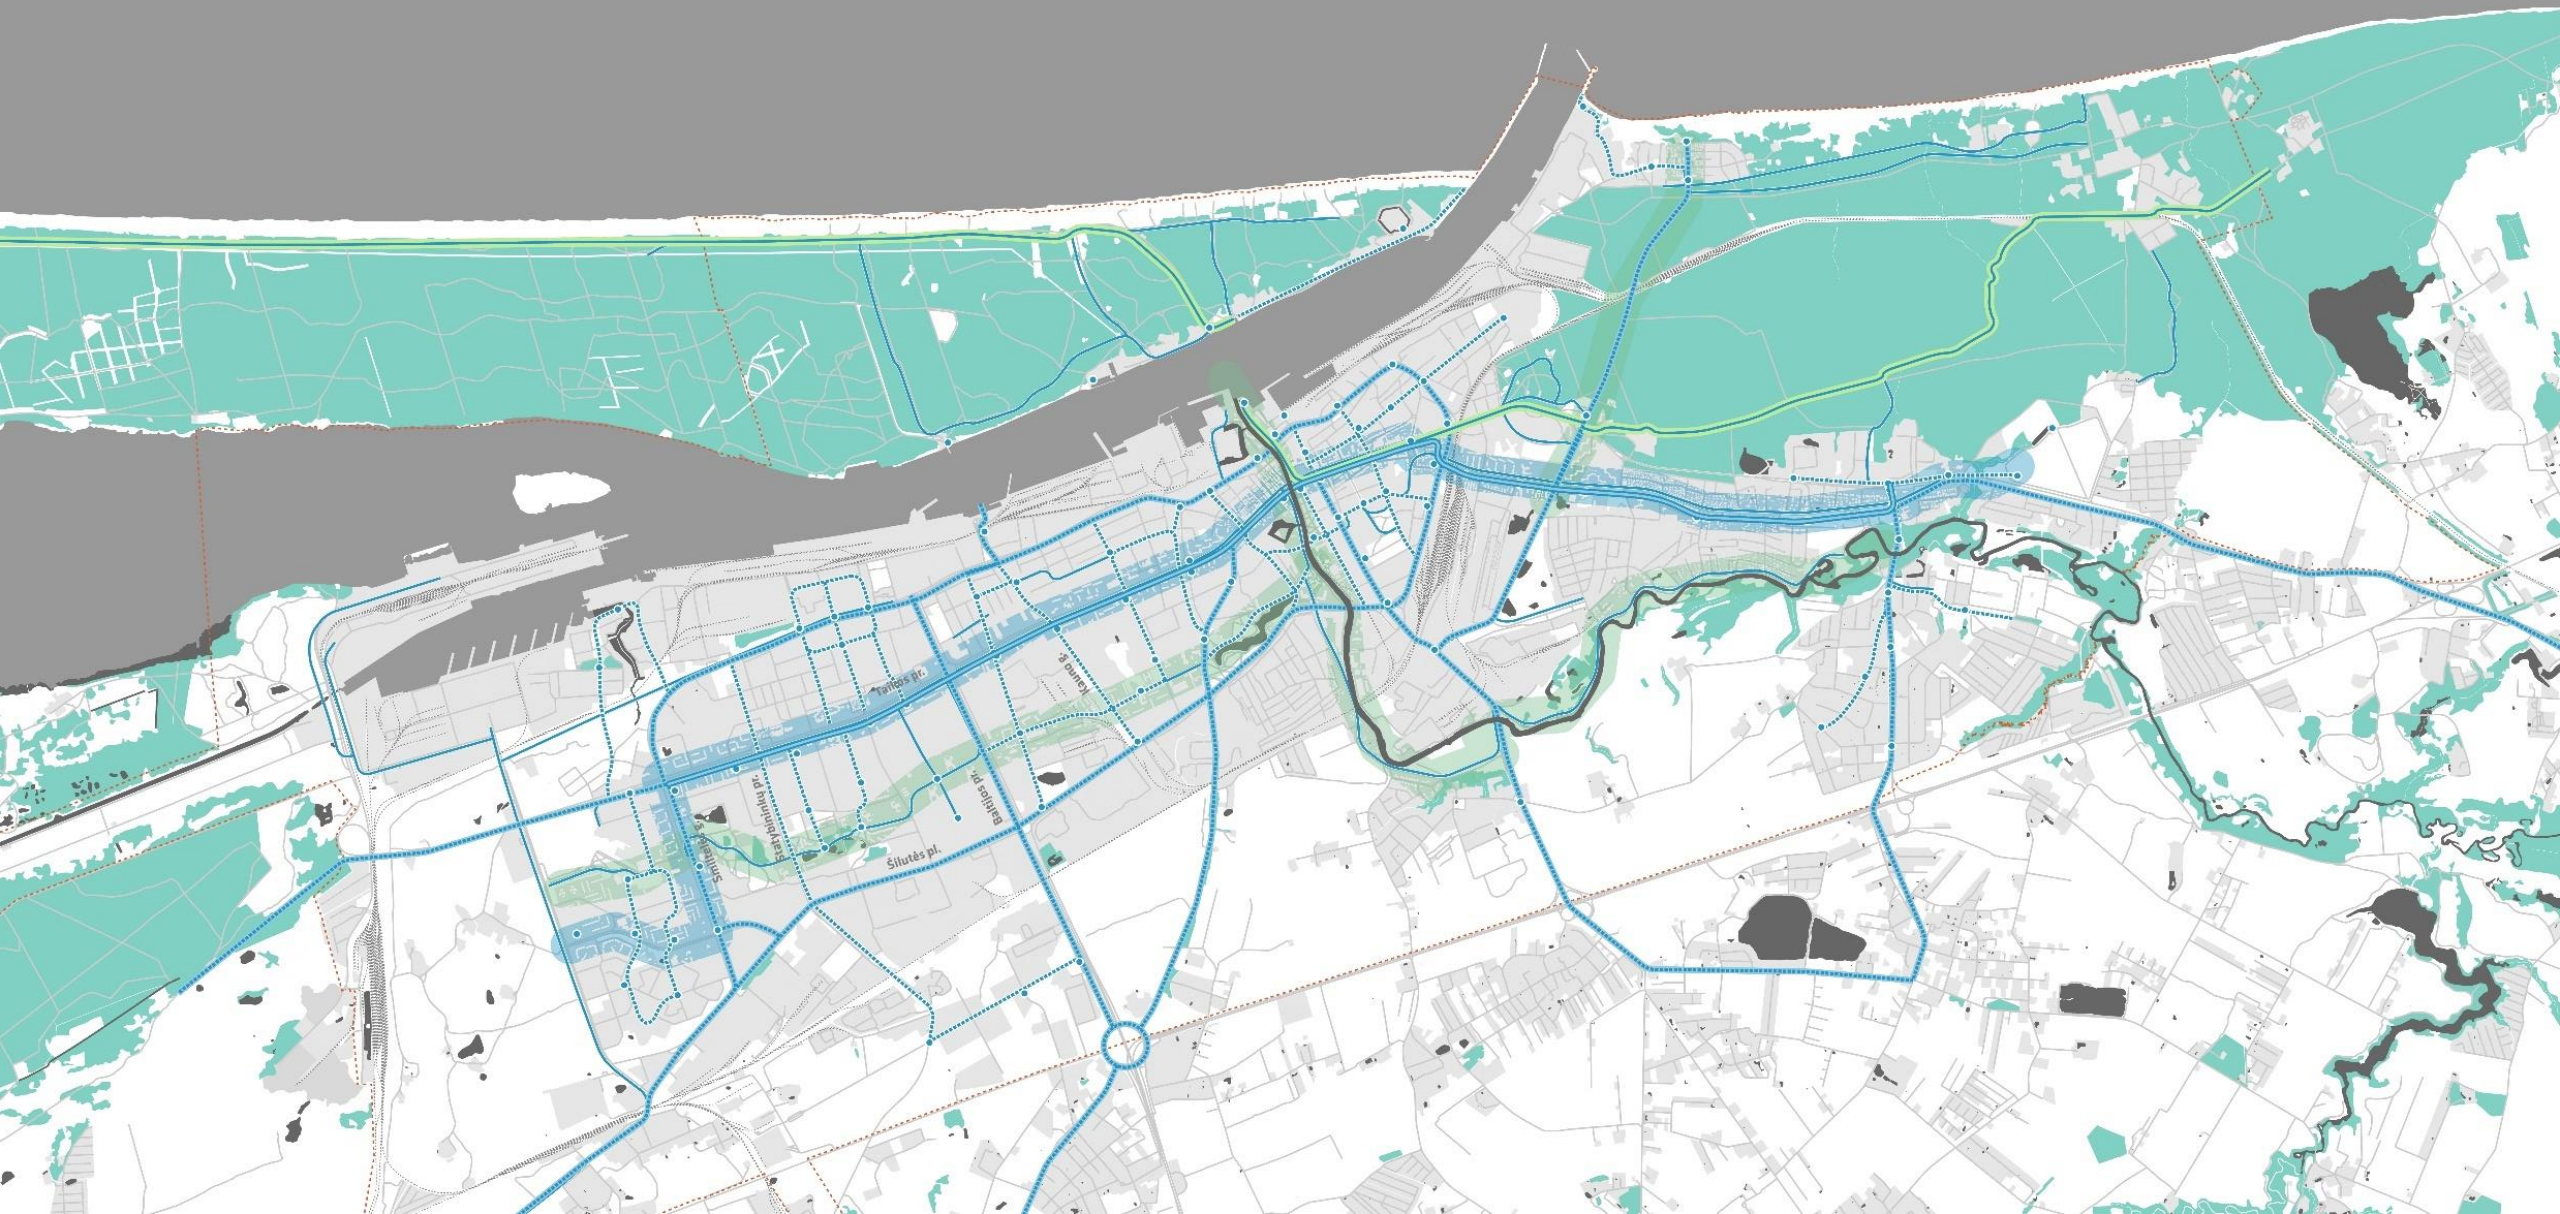 Taikos pr.
Kauno g.
Baltijos pr.
Statybininkų pr.
Smiltelės g.
Šilutės pl.